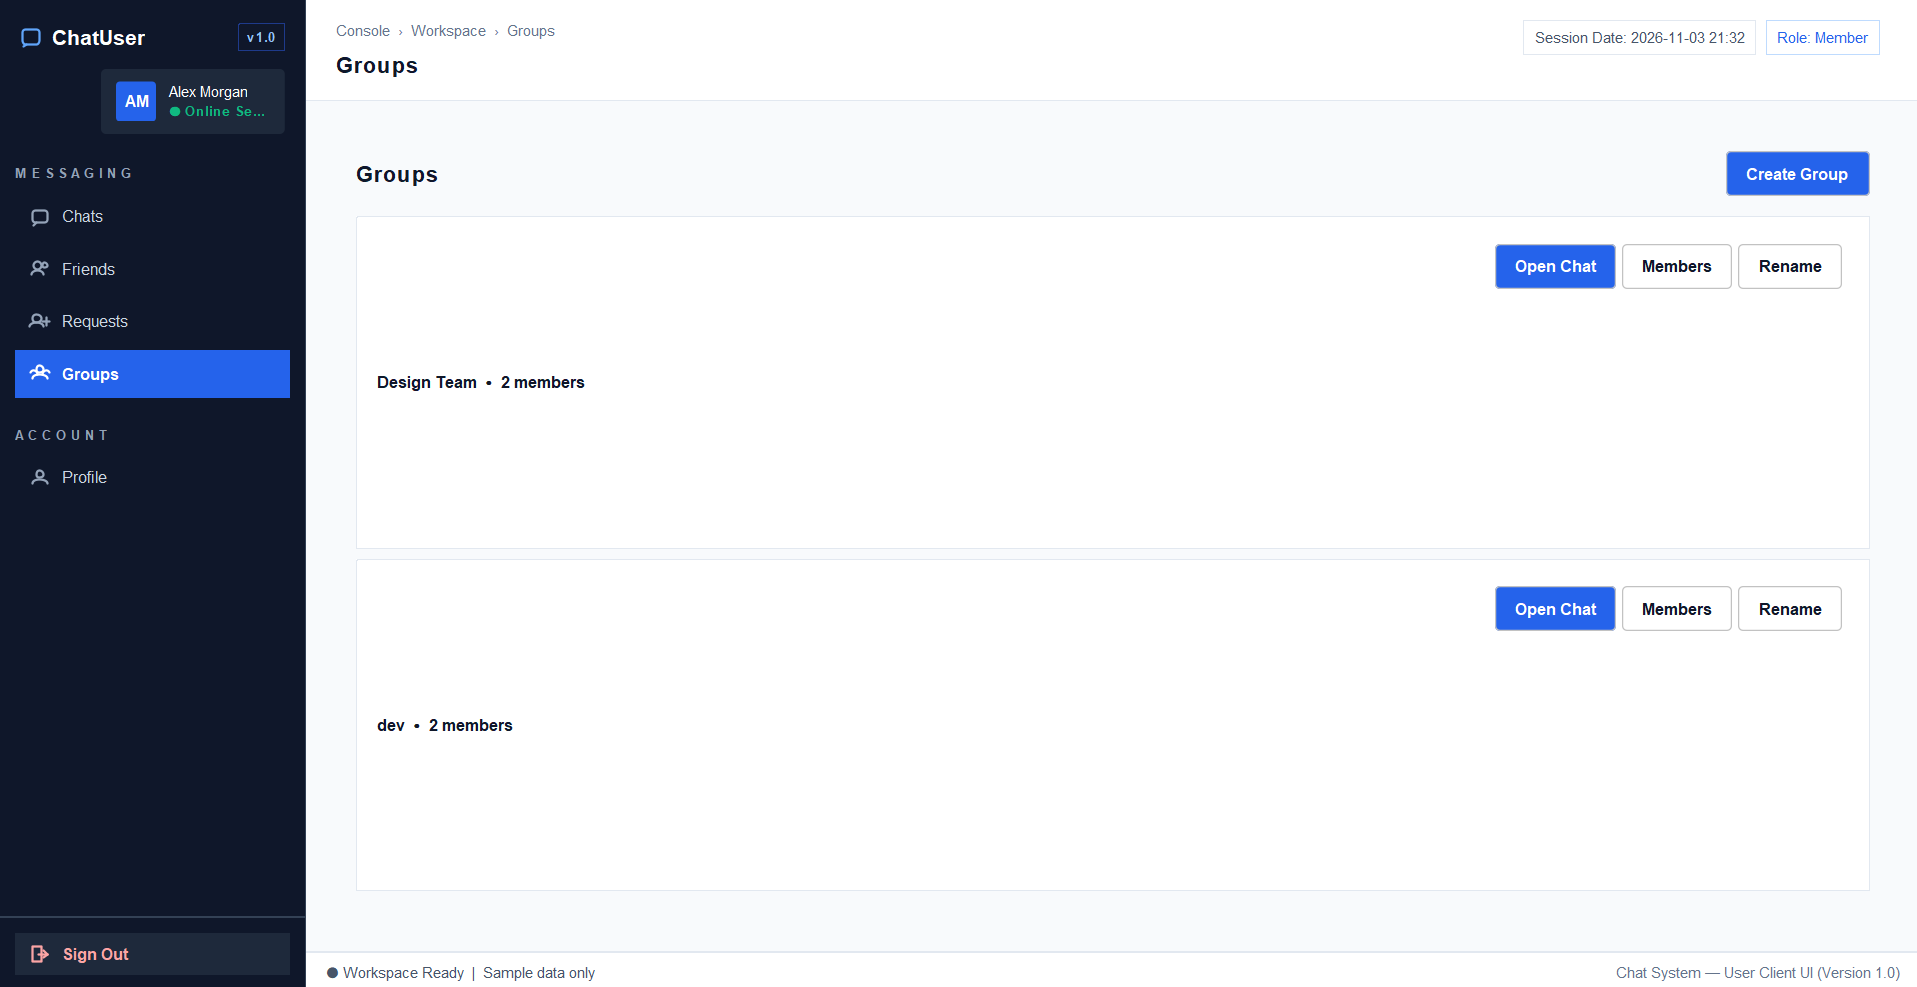 ChatUser
v1.0
AM
Alex Morgan
Online Se...
MESSAGING
Chats
Friends
Requests
Groups
ACCOUNT
Profile
Sign Out
Console › Workspace › Groups
Groups
Session Date: 2026-11-03 21:32
Role: Member
Groups
Create Group
Open Chat
Members
Rename
Design Team • 2 members
Open Chat
Members
Rename
dev • 2 members
Workspace Ready | Sample data only
Chat System — User Client UI (Version 1.0)